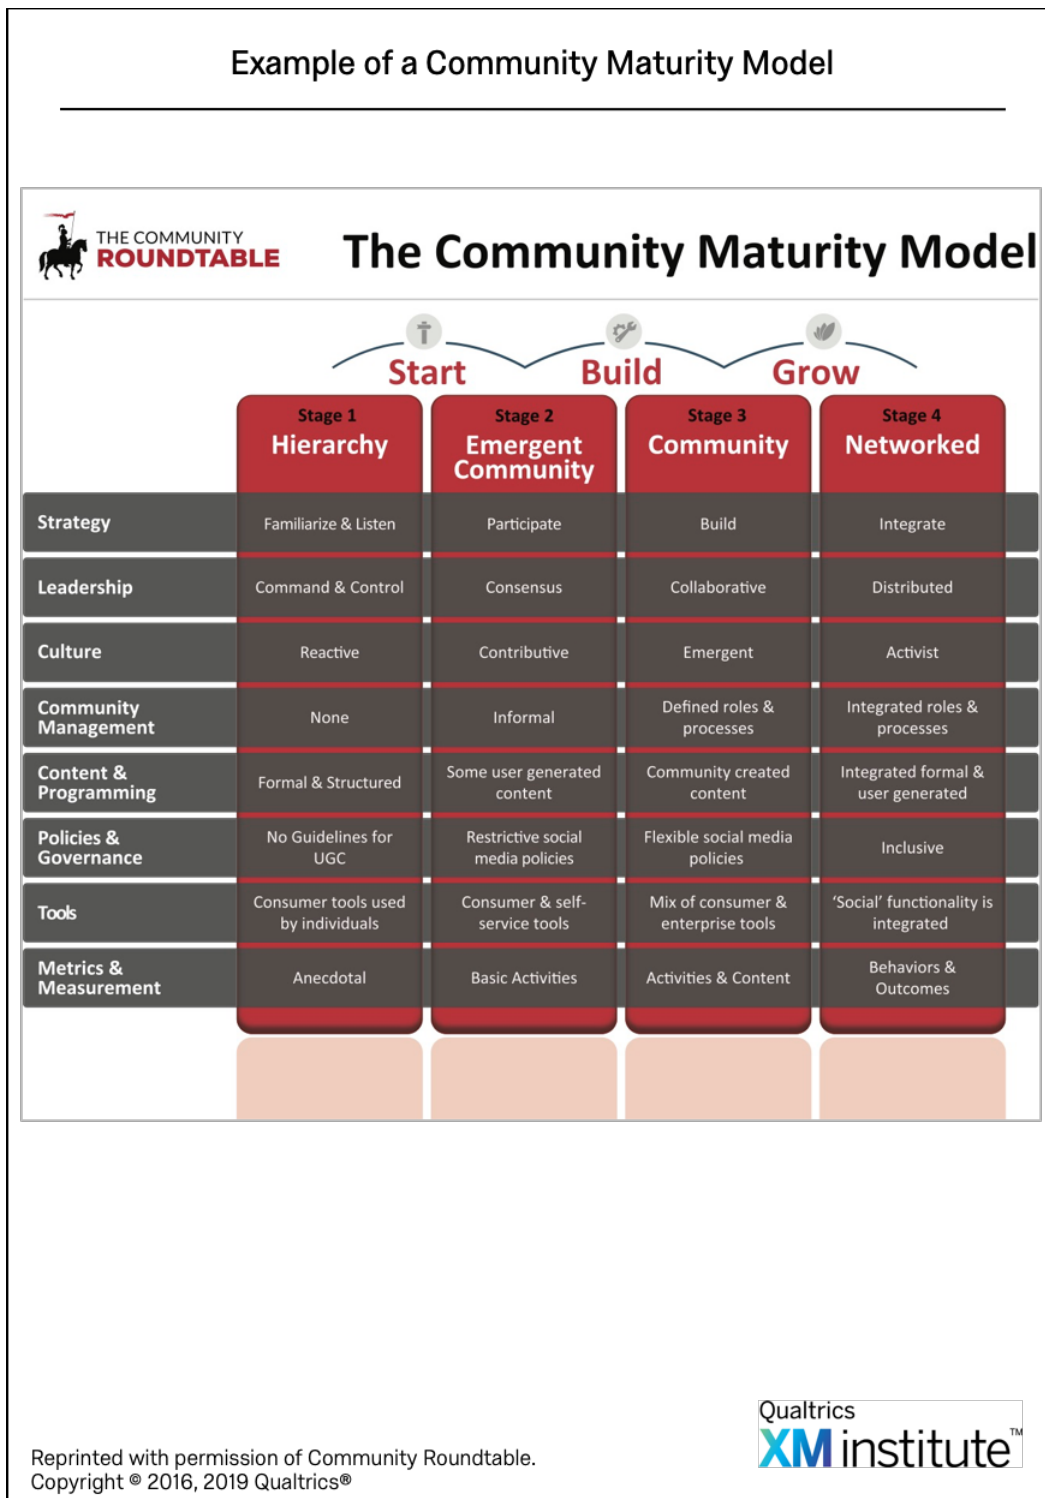 Example of a Community Maturity Model
THE COMMUNITY
ROUNDTABLE
The Community Maturity Model
Start
Build
Grow
Stage 1
Hierarchy
Stage 2
Emergent
Community
Stage 3
Community
Stage 4
Networked
Strategy
Familiarize & Listen
Participate
Build
Integrate
Leadership
Command & Control
Consensus
Collaborative
Distributed
Culture
Reactive
Contributive
Emergent
Activist
Community
Management
None
Informal
Defined roles &
processes
Integrated roles &
processes
Content &
Programming
Formal & Structured
Some user generated
content
Community created
content
Integrated formal &
user generated
Policies &
Governance
No Guidelines for
UGC
Restrictive social
media policies
Flexible social media
policies
Inclusive
Tools
Consumer tools used
by individuals
Consumer & self-
service tools
Mix of consumer &
enterprise tools
‘Social’ functionality is
integrated
Metrics &
Measurement
Anecdotal
Basic Activities
Activities & Content
Behaviors &
Outcomes
Reprinted with permission of Community Roundtable.
Copyright © 2016, 2019 Qualtrics®
Qualtrics
XM institute™